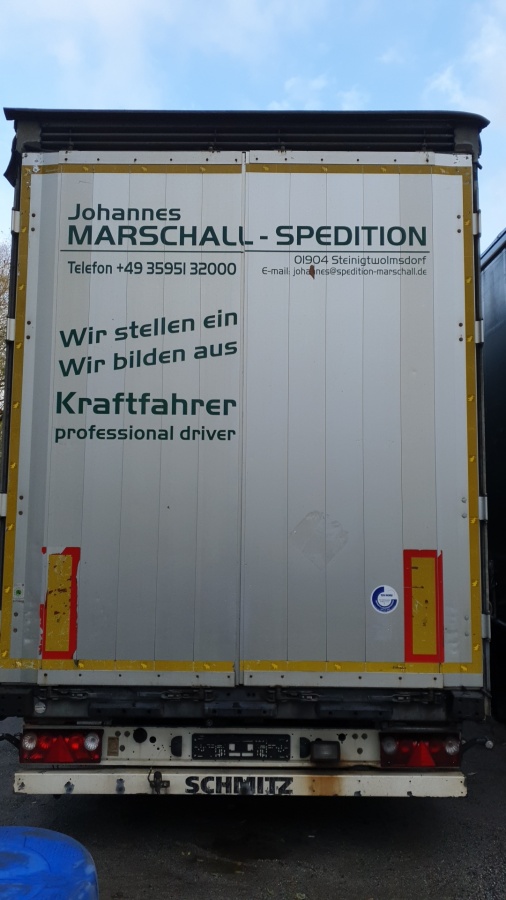 Johannes
MARSCHALL - SPEDITION
Telefon +49 35951 32000
01904 Steinigtwolmsdorf
E-mail: johannes@spedition-marschall.de
Wir stellen ein
Wir bilden aus
Kraftfahrer
professional driver
SCHMITZ